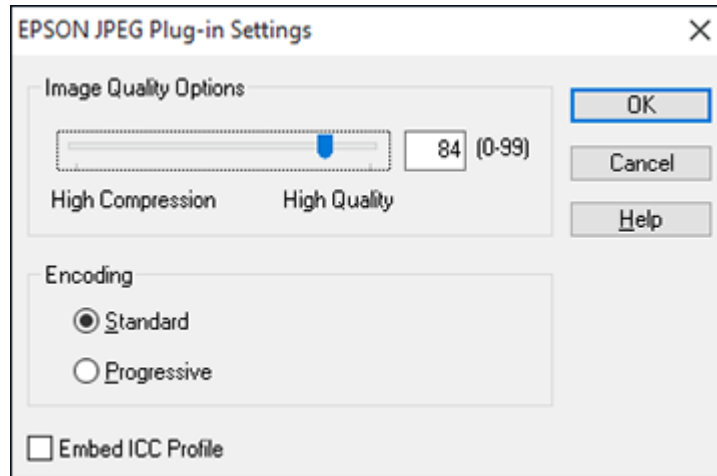 EPSON JPEG Plug-in Settings
Image Quality Options
84 (0-99)
High Compression High Quality
OK
Cancel
Help
Encoding
Standard
Progressive
Embed ICC Profile